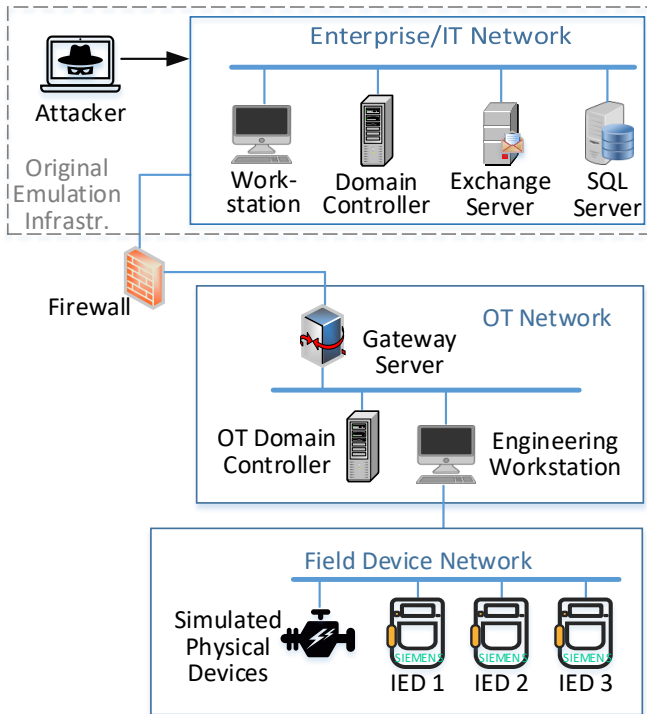 Enterprise/IT Network
Attacker
Work-
station
Domain
Controller
Exchange
Server
SQL
Server
Original
Emulation
Infrastr.
Firewall
OT Network
Gateway
Server
OT Domain
Controller
Engineering
Workstation
Field Device Network
Simulated
Physical
Devices
SIEMENS
SIEMENS
SIEMENS
IED 1
IED 2
IED 3